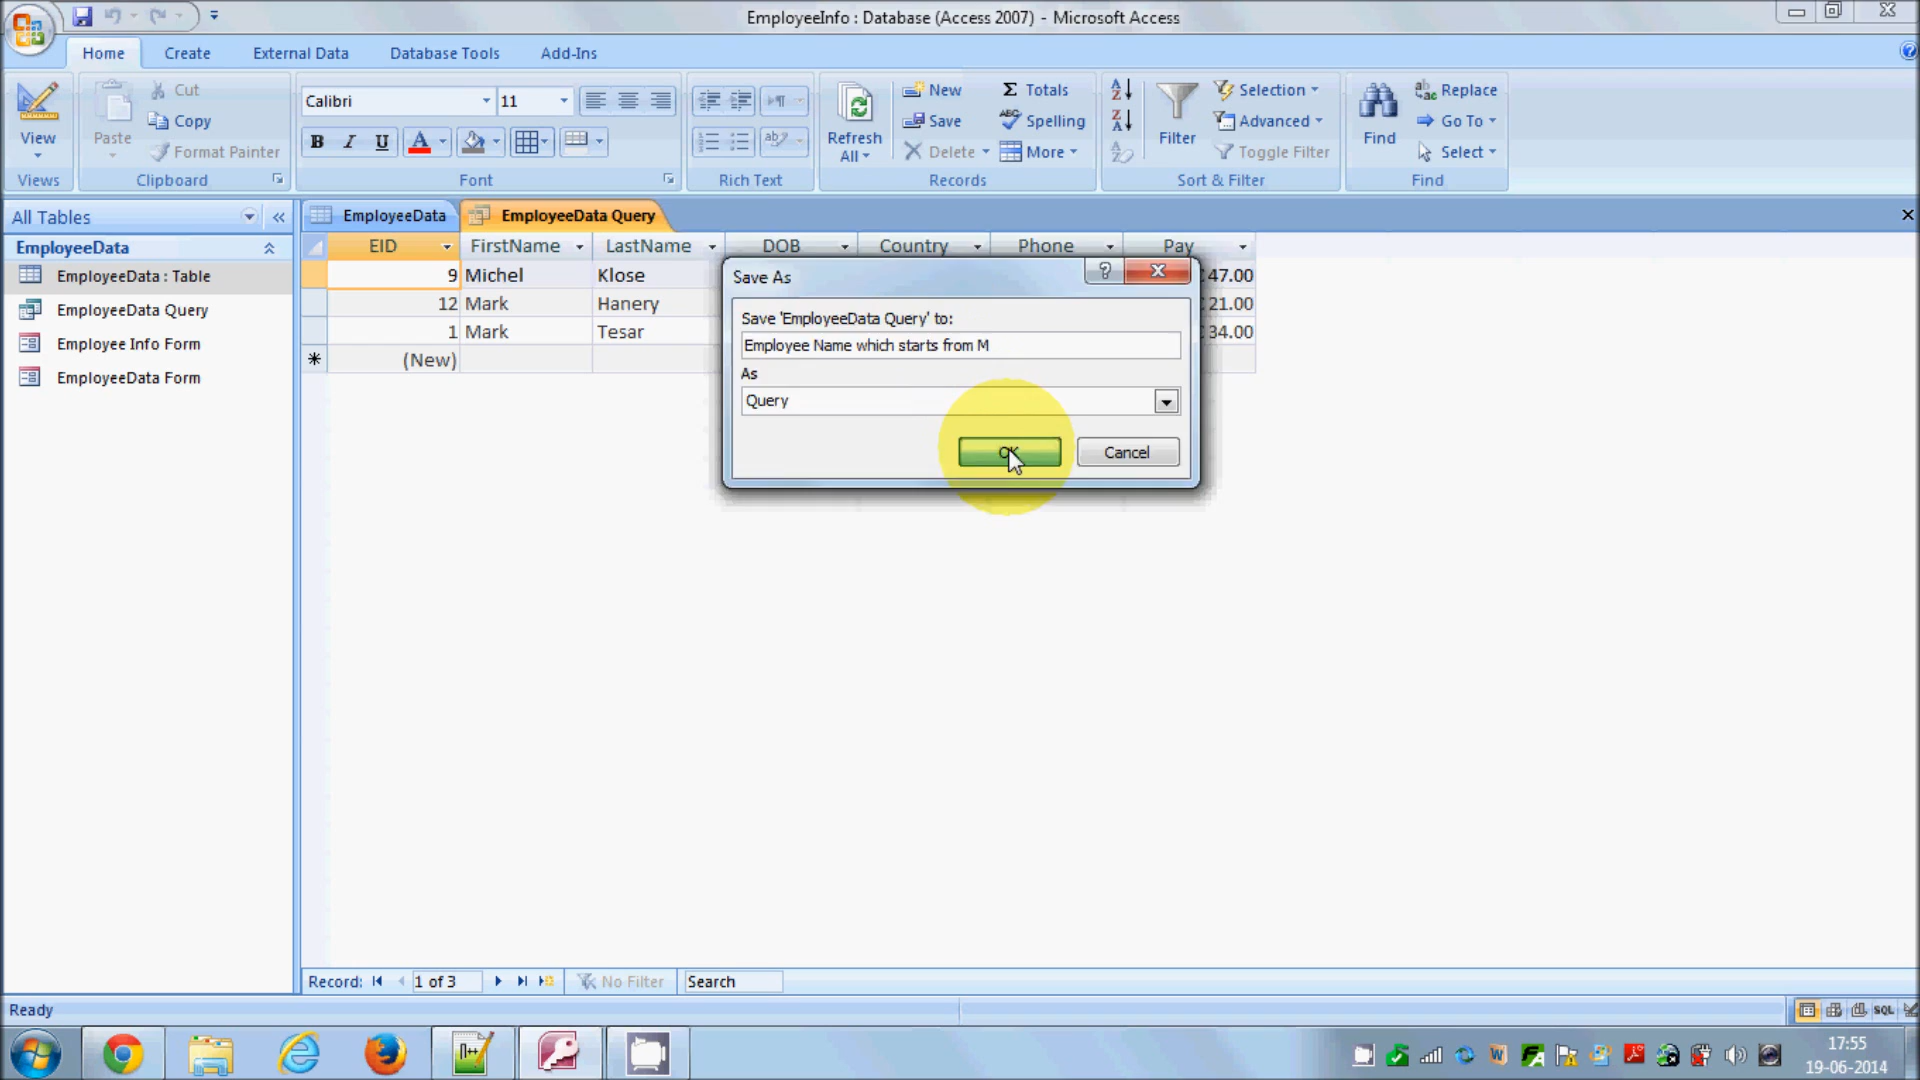 EmployeeInfo : Database (Access 2007) - Microsoft Access
Home Create External Data Database Tools Add-Ins
View
Views
Paste
Cut
Copy
Format Painter
Clipboard
Calibri 11
B I U A
Font
Rich Text
Refresh All
New
Save
Delete
Totals
Spelling
More
Records
Filter
Selection
Advanced
Toggle Filter
Sort & Filter
Find
Replace
Go To
Select
Find
All Tables
EmployeeData
EmployeeData : Table
EmployeeData Query
Employee Info Form
EmployeeData Form
EmployeeData EmployeeData Query
EID FirstName LastName DOB Country Phone Pay
9 Michel Klose 47.00
12 Mark Hanery 21.00
1 Mark Tesar 34.00
(New)
Save As
Save 'EmployeeData Query' to:
Employee Name which starts from M
As
Query
OK Cancel
Record: 1 of 3 No Filter Search
Ready
SQL
17:55
19-06-2014